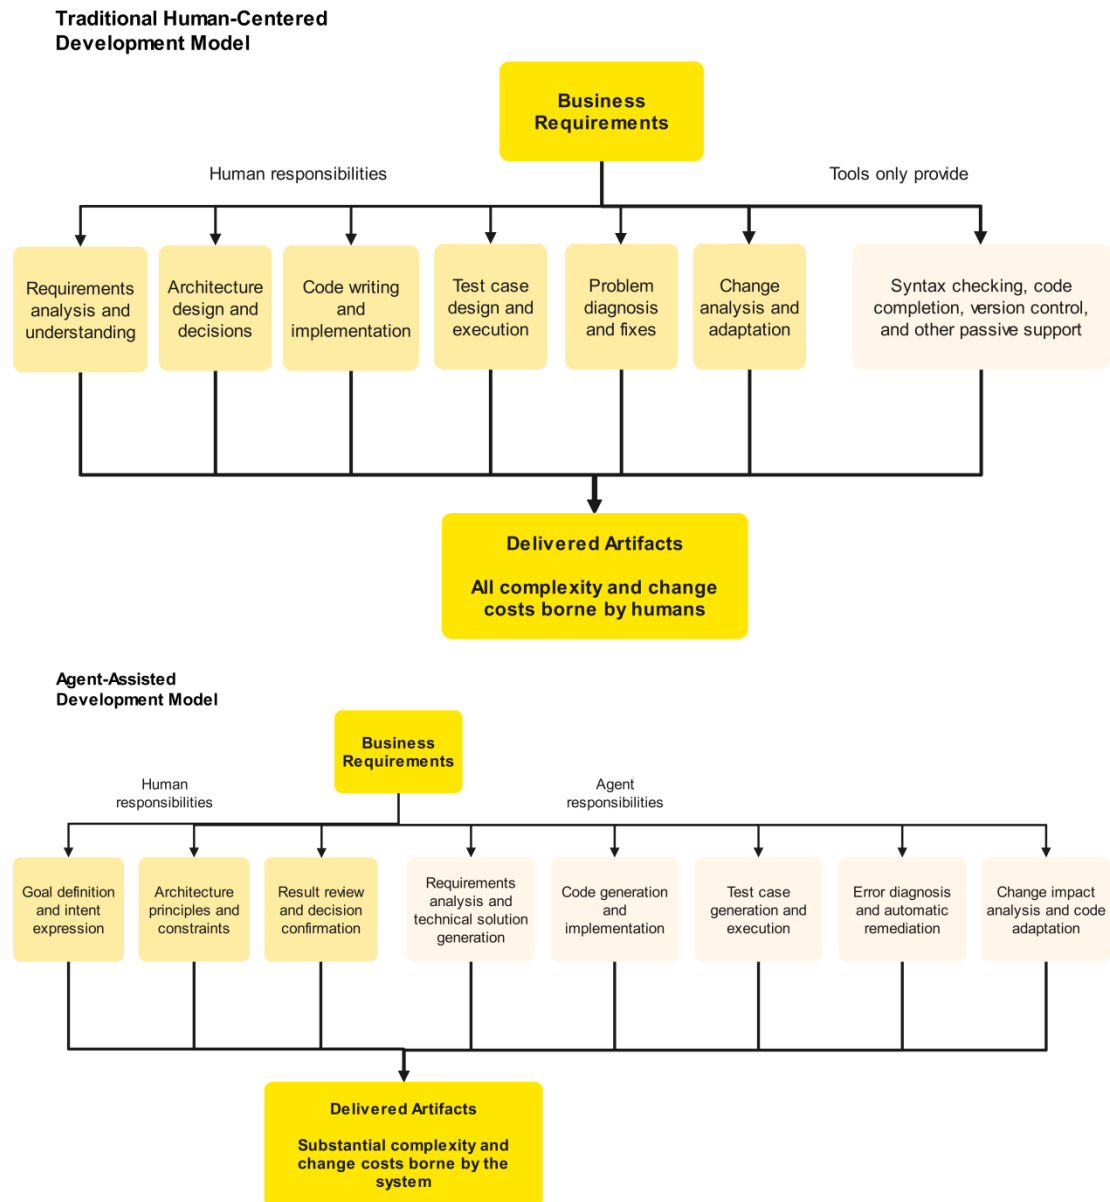 Traditional Human-Centered
Development Model
Business
Requirements
Human responsibilities
Tools only provide
Requirements
analysis and
understanding
Architecture
design and
decisions
Code writing
and
implementation
Test case
design and
execution
Problem
diagnosis
and fixes
Change
analysis and
adaptation
Syntax checking, code
completion, version control,
and other passive support
Delivered Artifacts
All complexity and change
costs borne by humans
Agent-Assisted
Development Model
Business
Requirements
Human
responsibilities
Agent
responsibilities
Goal definition
and intent
expression
Architecture
principles and
constraints
Result review
and decision
confirmation
Requirements
analysis and
technical solution
generation
Code generation
and
implementation
Test case
generation and
execution
Error diagnosis
and automatic
remediation
Change impact
analysis and code
adaptation
Delivered Artifacts
Substantial complexity and
change costs borne by the
system